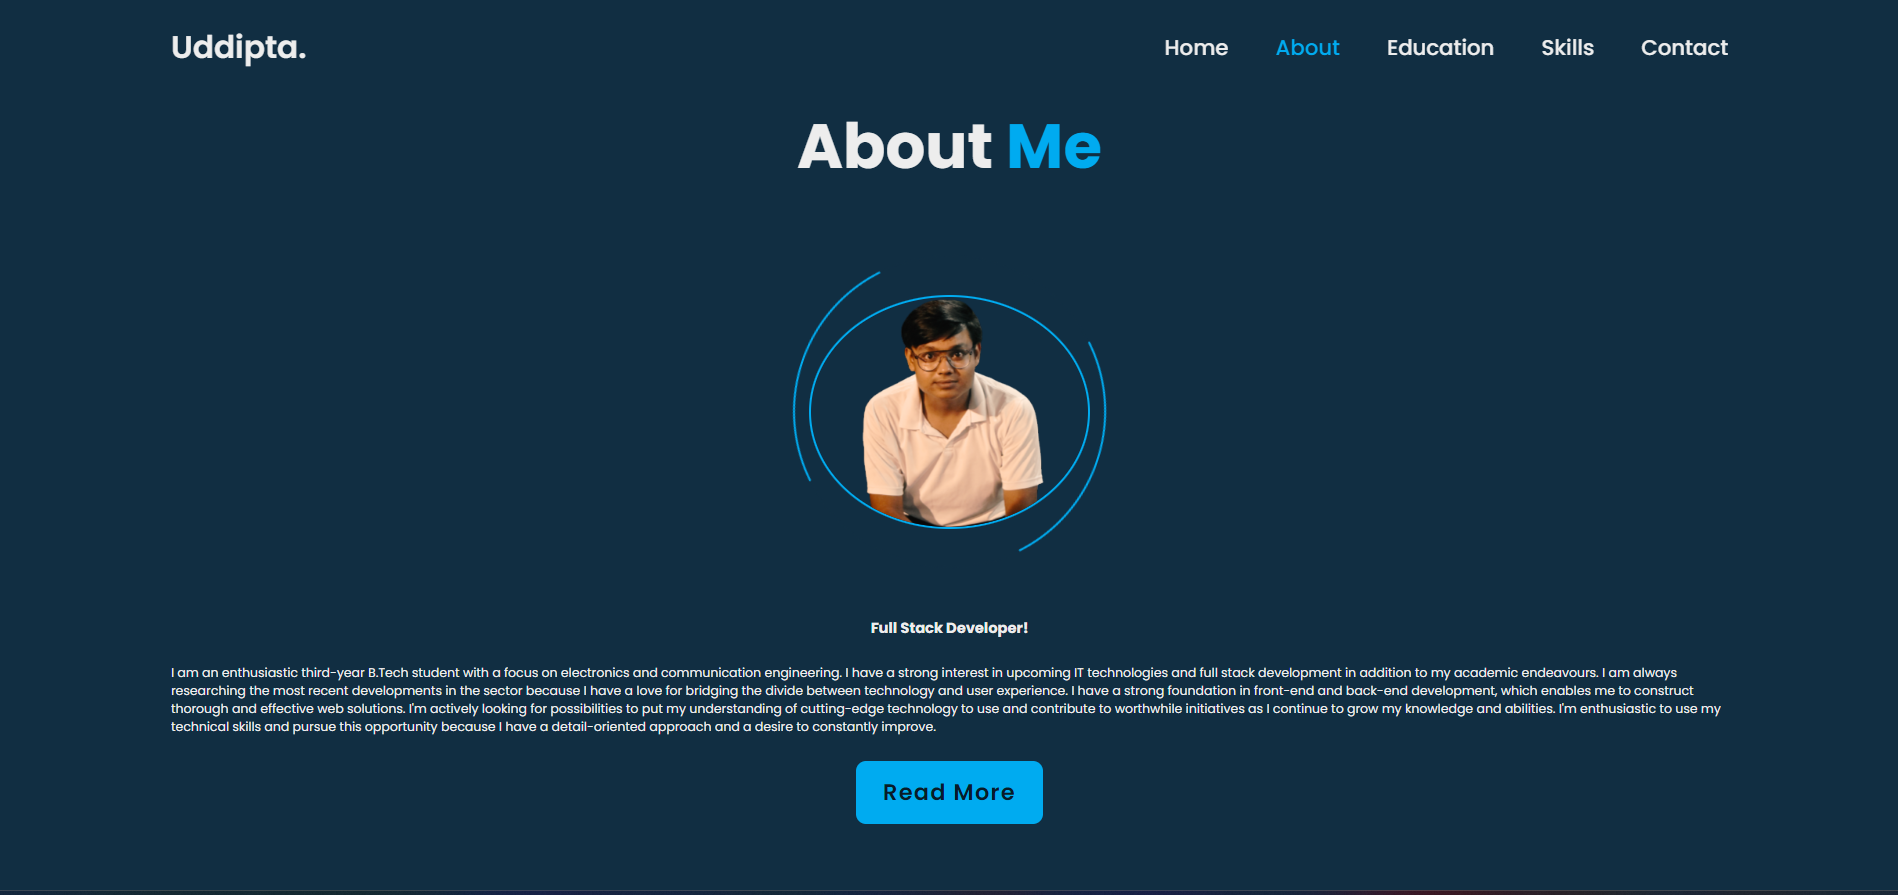 Uddipta.
Home About Education Skills Contact
About Me
Full Stack Developer!
I am an enthusiastic third-year B.Tech student with a focus on electronics and communication engineering. I have a strong interest in upcoming IT technologies and full stack development in addition to my academic endeavours. I am always
researching the most recent developments in the sector because I have a love for bridging the divide between technology and user experience. I have a strong foundation in front-end and back-end development, which enables me to construct
thorough and effective web solutions. I'm actively looking for possibilities to put my understanding of cutting-edge technology to use and contribute to worthwhile initiatives as I continue to grow my knowledge and abilities. I'm enthusiastic to use my
technical skills and pursue this opportunity because I have a detail-oriented approach and a desire to constantly improve.
Read More